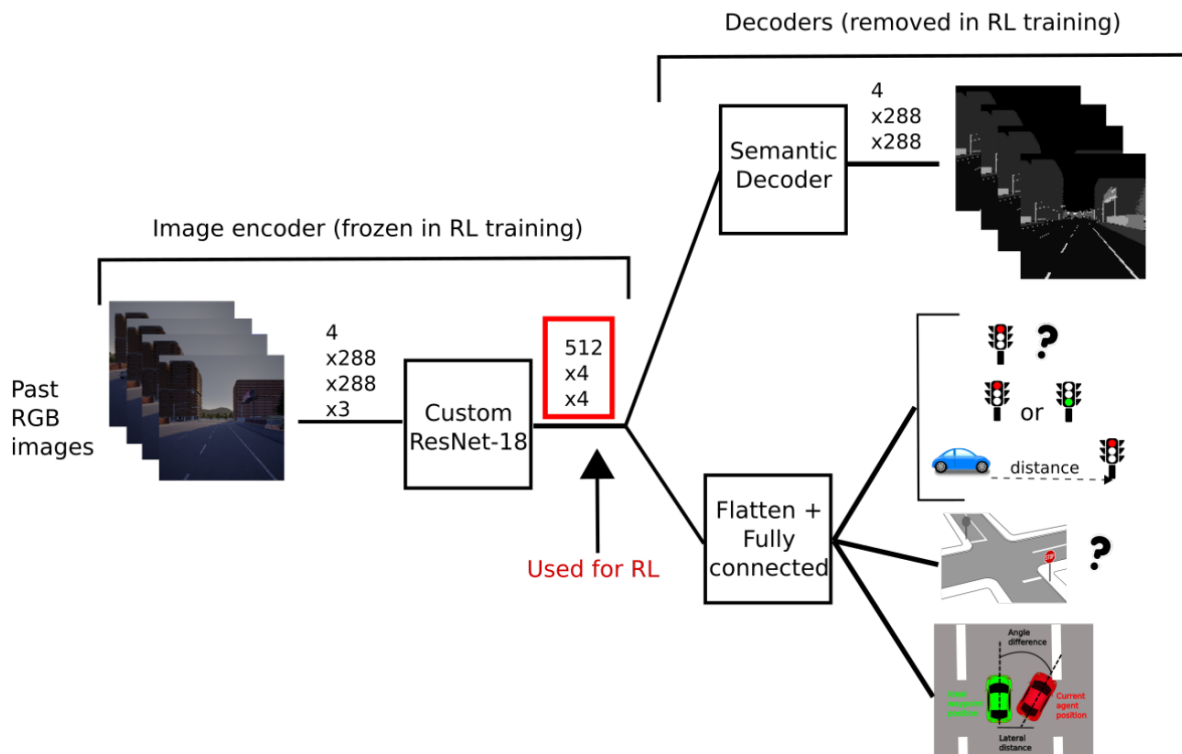 Decoders (removed in RL training)
4
x288
x288
Semantic
Decoder
Image encoder (frozen in RL training)
4
x288
x288
x3
512
x4
x4
Past
RGB
images
Custom
ResNet-18
Used for RL
?
or
distance
Flatten +
Fully
connected
STOP
?
Angle
difference
Current
agent
position
Lateral
distance